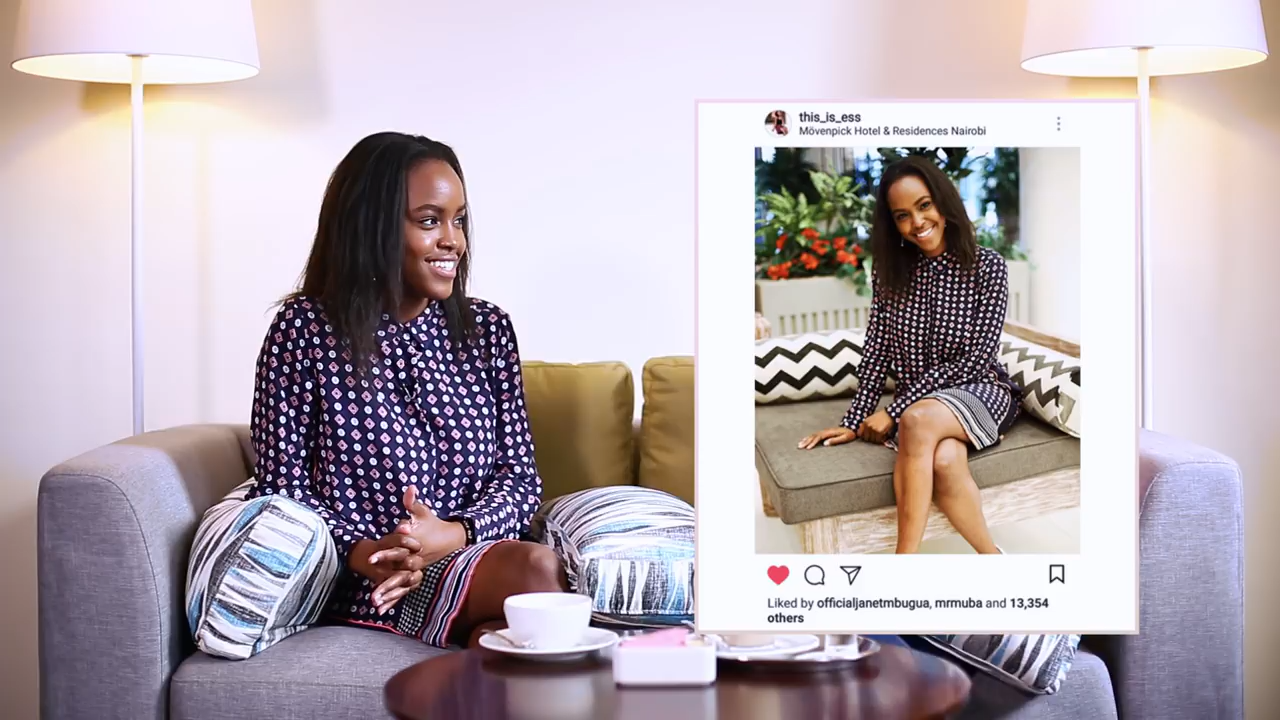 this_is_ess
Mövenpick Hotel & Residences Nairobi
Liked by officialjanetmbugua, mrmuba and 13,354
others